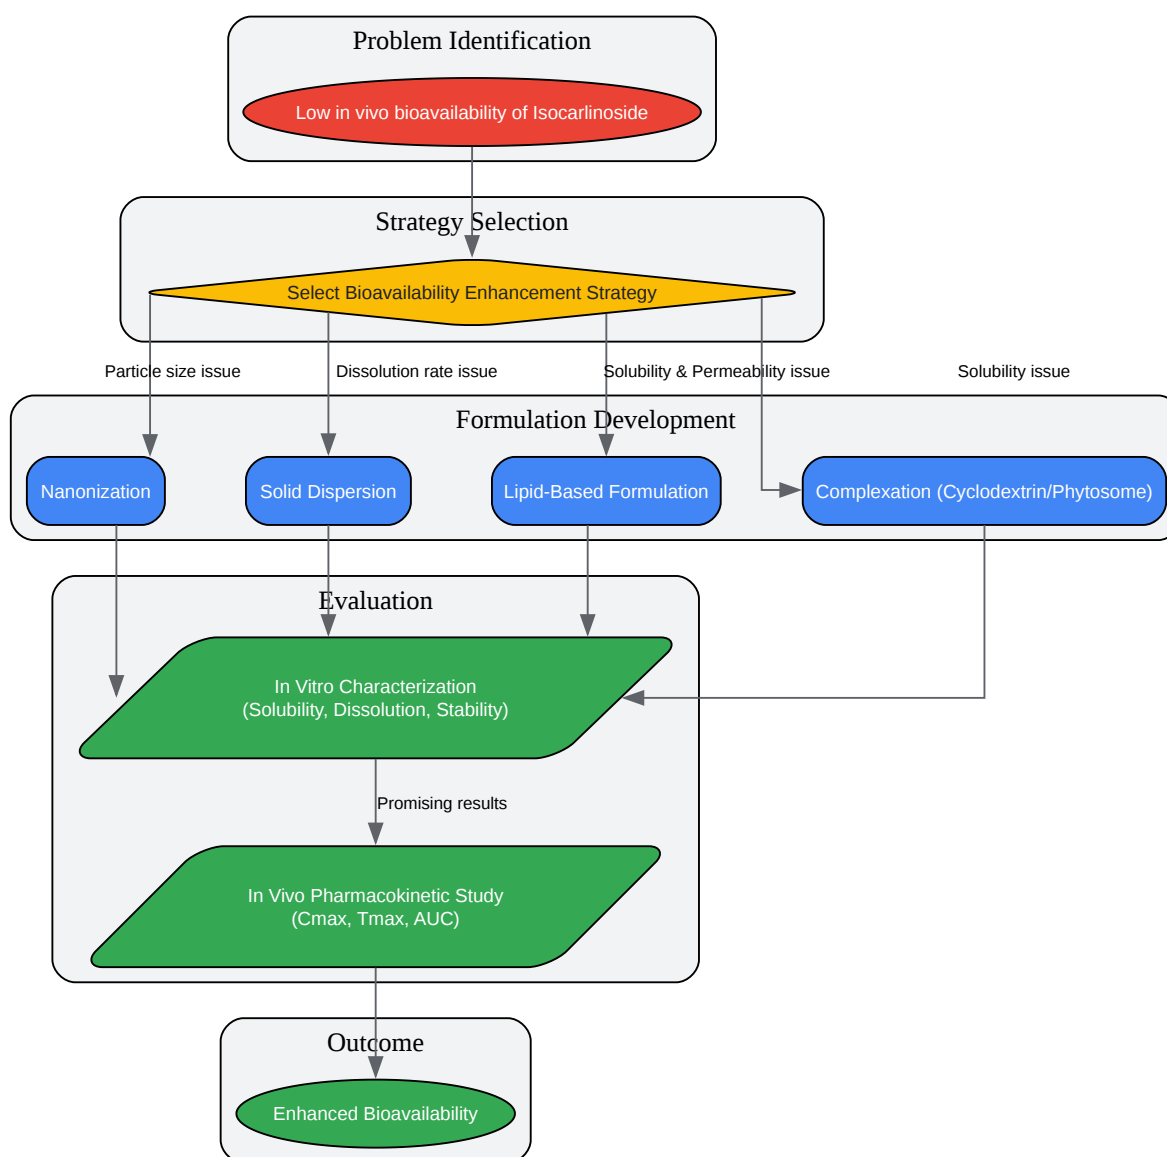 Problem Identification
Low in vivo bioavailability of Isocarlinoside
Strategy Selection
Select Bioavailability Enhancement Strategy
Particle size issue
Dissolution rate issue
Solubility & Permeability issue
Solubility issue
Formulation Development
Nanonization
Solid Dispersion
Lipid-Based Formulation
Complexation (Cyclodextrin/Phytosome)
Evaluation
In Vitro Characterization
(Solubility, Dissolution, Stability)
Promising results
In Vivo Pharmacokinetic Study
(Cmax, Tmax, AUC)
Outcome
Enhanced Bioavailability